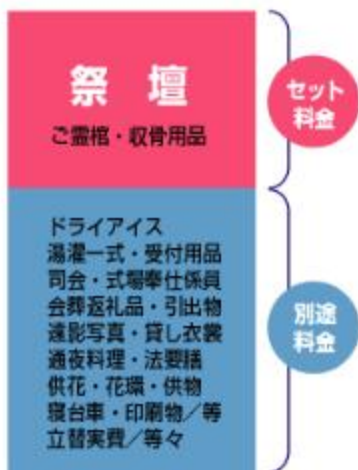 祭 壇
ご霊棺・収骨用品
セット
料金
ドライアイス
湯灌一式・受付用品
司会・式場奉仕係員
会葬返礼品・引出物
遠影写真・貸し衣裳
通夜料理・法要議
供花・花環・供物
寝台車・印刷物／等
立替実費／等々
別途
料金